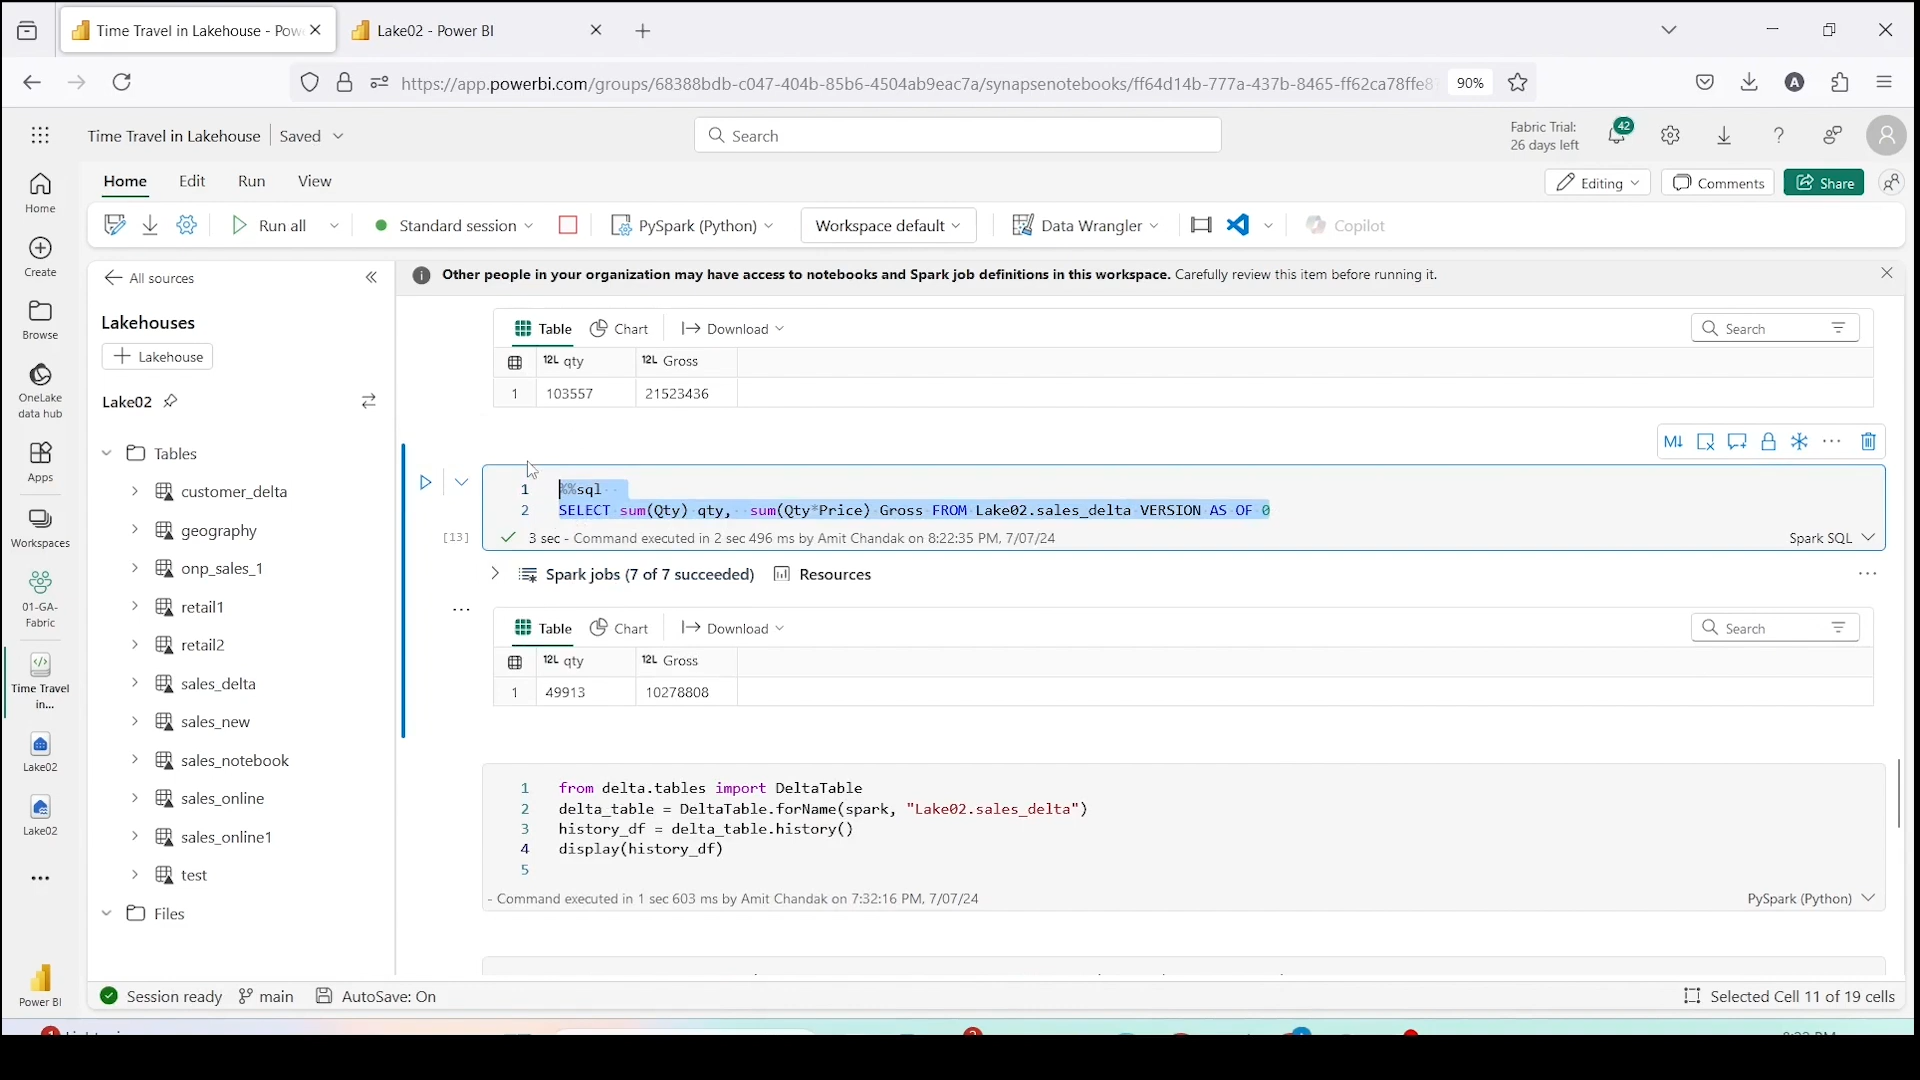 Time Travel in Lakehouse - Pow
Lake02 - Power BI
https://app.powerbi.com/groups/68388bdb-c047-404b-85b6-4504ab9eac7a/synapsenotebooks/ff64d14b-777a-437b-8465-ff62ca78ffe8
90%
A
Time Travel in Lakehouse
Saved
Search
Fabric Trial:
26 days left
42
Home
Edit
Run
View
Editing
Comments
Share
Run all
Standard session
PySpark (Python)
Workspace default
Data Wrangler
Copilot
Home
Create
Browse
OneLake
data hub
Apps
Workspaces
01-GA-
Fabric
Time Travel
in...
Lake02
Lake02
Power BI
All sources
Lakehouses
Lakehouse
Lake02
Tables
customer_delta
geography
onp_sales_1
retail1
retail2
sales_delta
sales_new
sales_notebook
sales_online
sales_online1
test
Files
Other people in your organization may have access to notebooks and Spark job definitions in this workspace. Carefully review this item before running it.
Table
Chart
Download
Search
12L qty
12L Gross
1
103557
21523436
M↓
1 %%sql
2 SELECT sum(Qty) qty, sum(Qty*Price) Gross FROM Lake02.sales_delta VERSION AS OF 0
[13]
3 sec - Command executed in 2 sec 496 ms by Amit Chandak on 8:22:35 PM, 7/07/24
Spark SQL
Spark jobs (7 of 7 succeeded)
Resources
Table
Chart
Download
Search
12L qty
12L Gross
1
49913
10278808
1 from delta.tables import DeltaTable
2 delta_table = DeltaTable.forName(spark, "Lake02.sales_delta")
3 history_df = delta_table.history()
4 display(history_df)
5
- Command executed in 1 sec 603 ms by Amit Chandak on 7:32:16 PM, 7/07/24
PySpark (Python)
Session ready
main
AutoSave: On
Selected Cell 11 of 19 cells